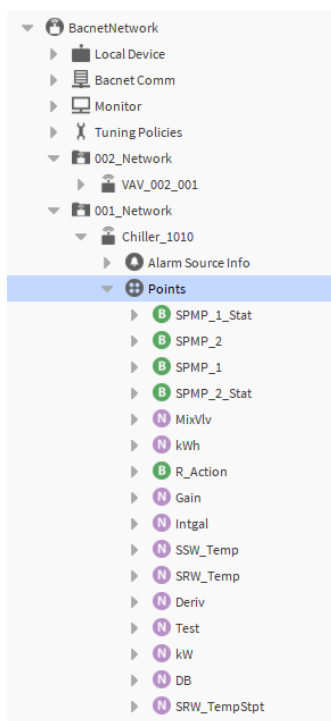 BacnetNetwork
Local Device
Bacnet Comm
Monitor
Tuning Policies
002_Network
VAV_002_001
001_Network
Chiller_1010
Alarm Source Info
Points
B SPMP_1_Stat
B SPMP_2
B SPMP_1
B SPMP_2_Stat
N MixVlv
N kWh
B R_Action
N Gain
N Intgal
N SSW_Temp
N SRW_Temp
N Deriv
N Test
N kW
N DB
N SRW_TempStpt